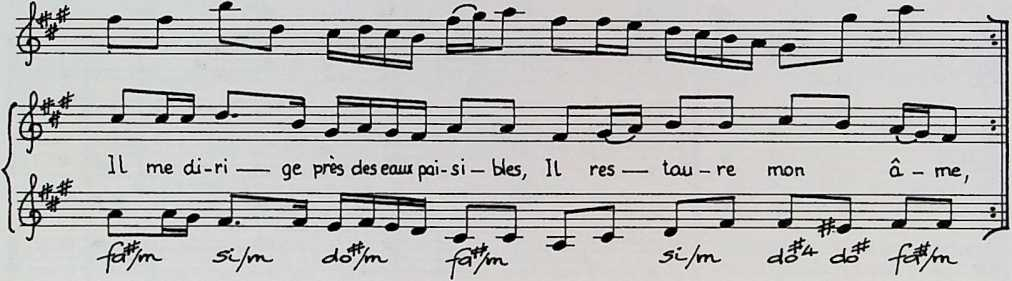 Il me di-ri — ge près des eaux pai-si-bles, Il res — tau-re mon â-me,
fa#/m si/m do#/m fa#/m si/m do#4 do# fa#/m